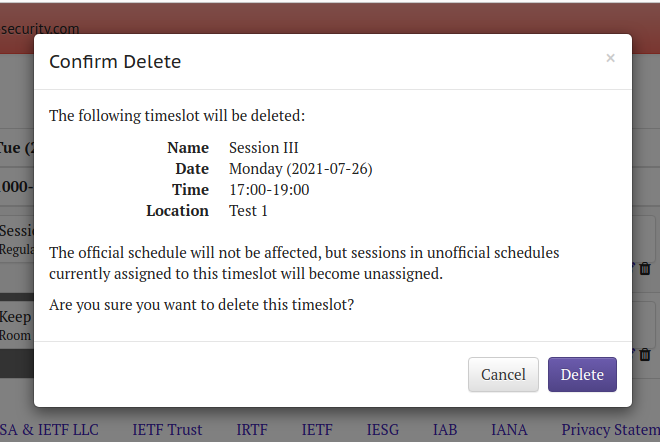 security.com
Confirm Delete ×
The following timeslot will be deleted:
Name Session III
Date Monday (2021-07-26)
Time 17:00-19:00
Location Test 1
The official schedule will not be affected, but sessions in unofficial schedules
currently assigned to this timeslot will become unassigned.
Are you sure you want to delete this timeslot?
Cancel Delete
Tue (2
1000-
Sessi
Regula
Keep
Room
SA & IETF LLC IETF Trust IRTF IETF IESG IAB IANA Privacy Statem